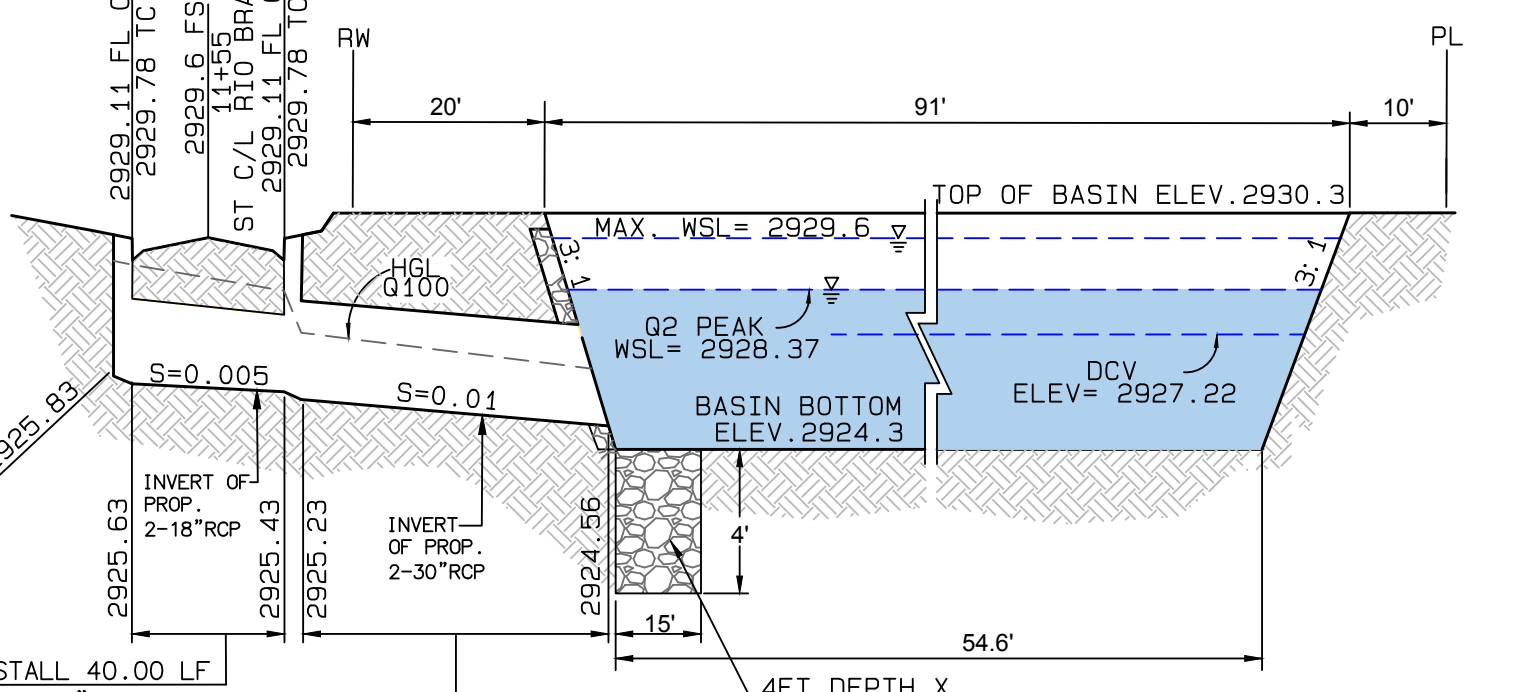 2929.11 FL
2929.78 TC
2929.6 FS
11+55
ST C/L RIO
2929.11 FL
2929.78 TC
RW
PL
20'
91'
10'
TOP OF BASIN ELEV.2930.3
MAX. WSL= 2929.6
3: 1
3: 1
HGL
Q100
Q2 PEAK
WSL= 2928.37
DCV
ELEV= 2927.22
S=0.005
S=0.01
BASIN BOTTOM
ELEV.2924.3
2925.83
INVERT OF
PROP.
2-18"RCP
INVERT
OF PROP.
2-30"RCP
2925.63
2925.43
2925.23
2924.56
4'
15'
54.6'
40.00 LF
4FT DEPTH X